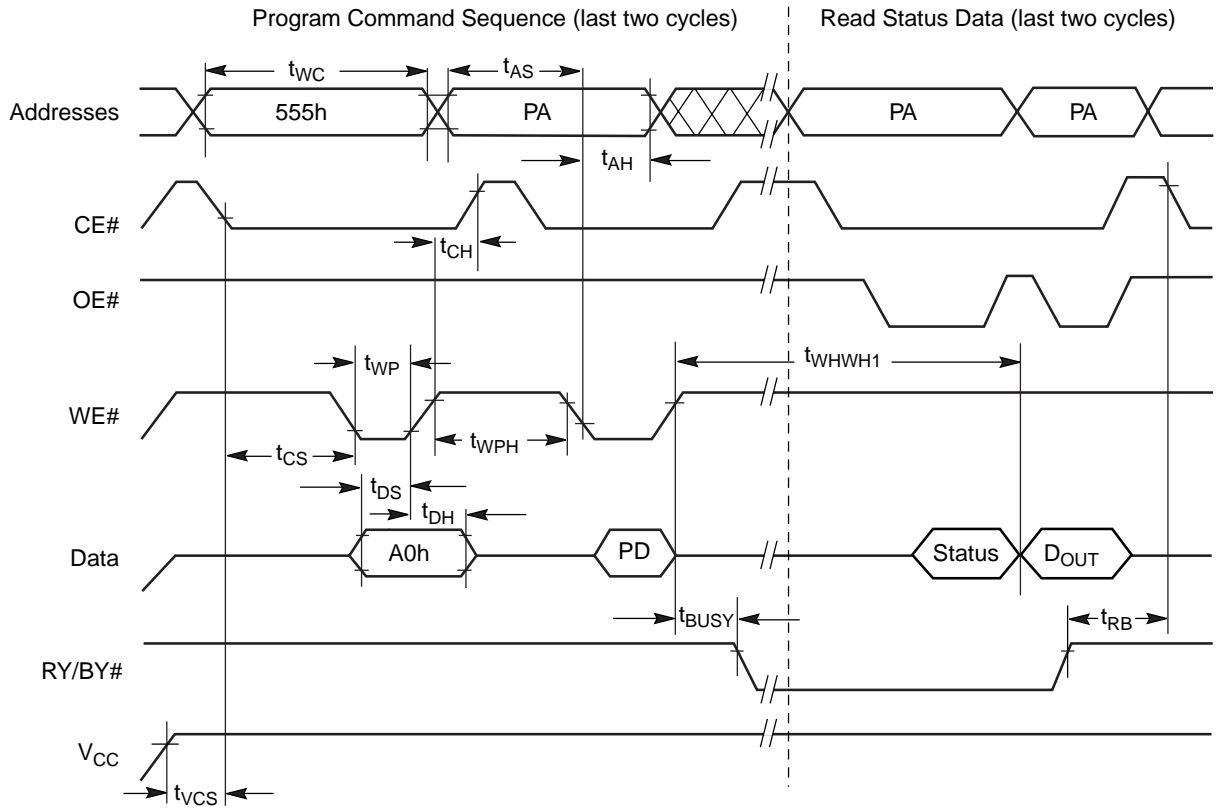 Program Command Sequence (last two cycles)
Read Status Data (last two cycles)
tWC
tAS
Addresses
555h
PA
PA
PA
tAH
CE#
tCH
OE#
tWP
tWHWH1
WE#
tCS
tWPH
tDS
tDH
Data
A0h
PD
Status
DOUT
tBUSY
tRB
RY/BY#
VCC
tVCS